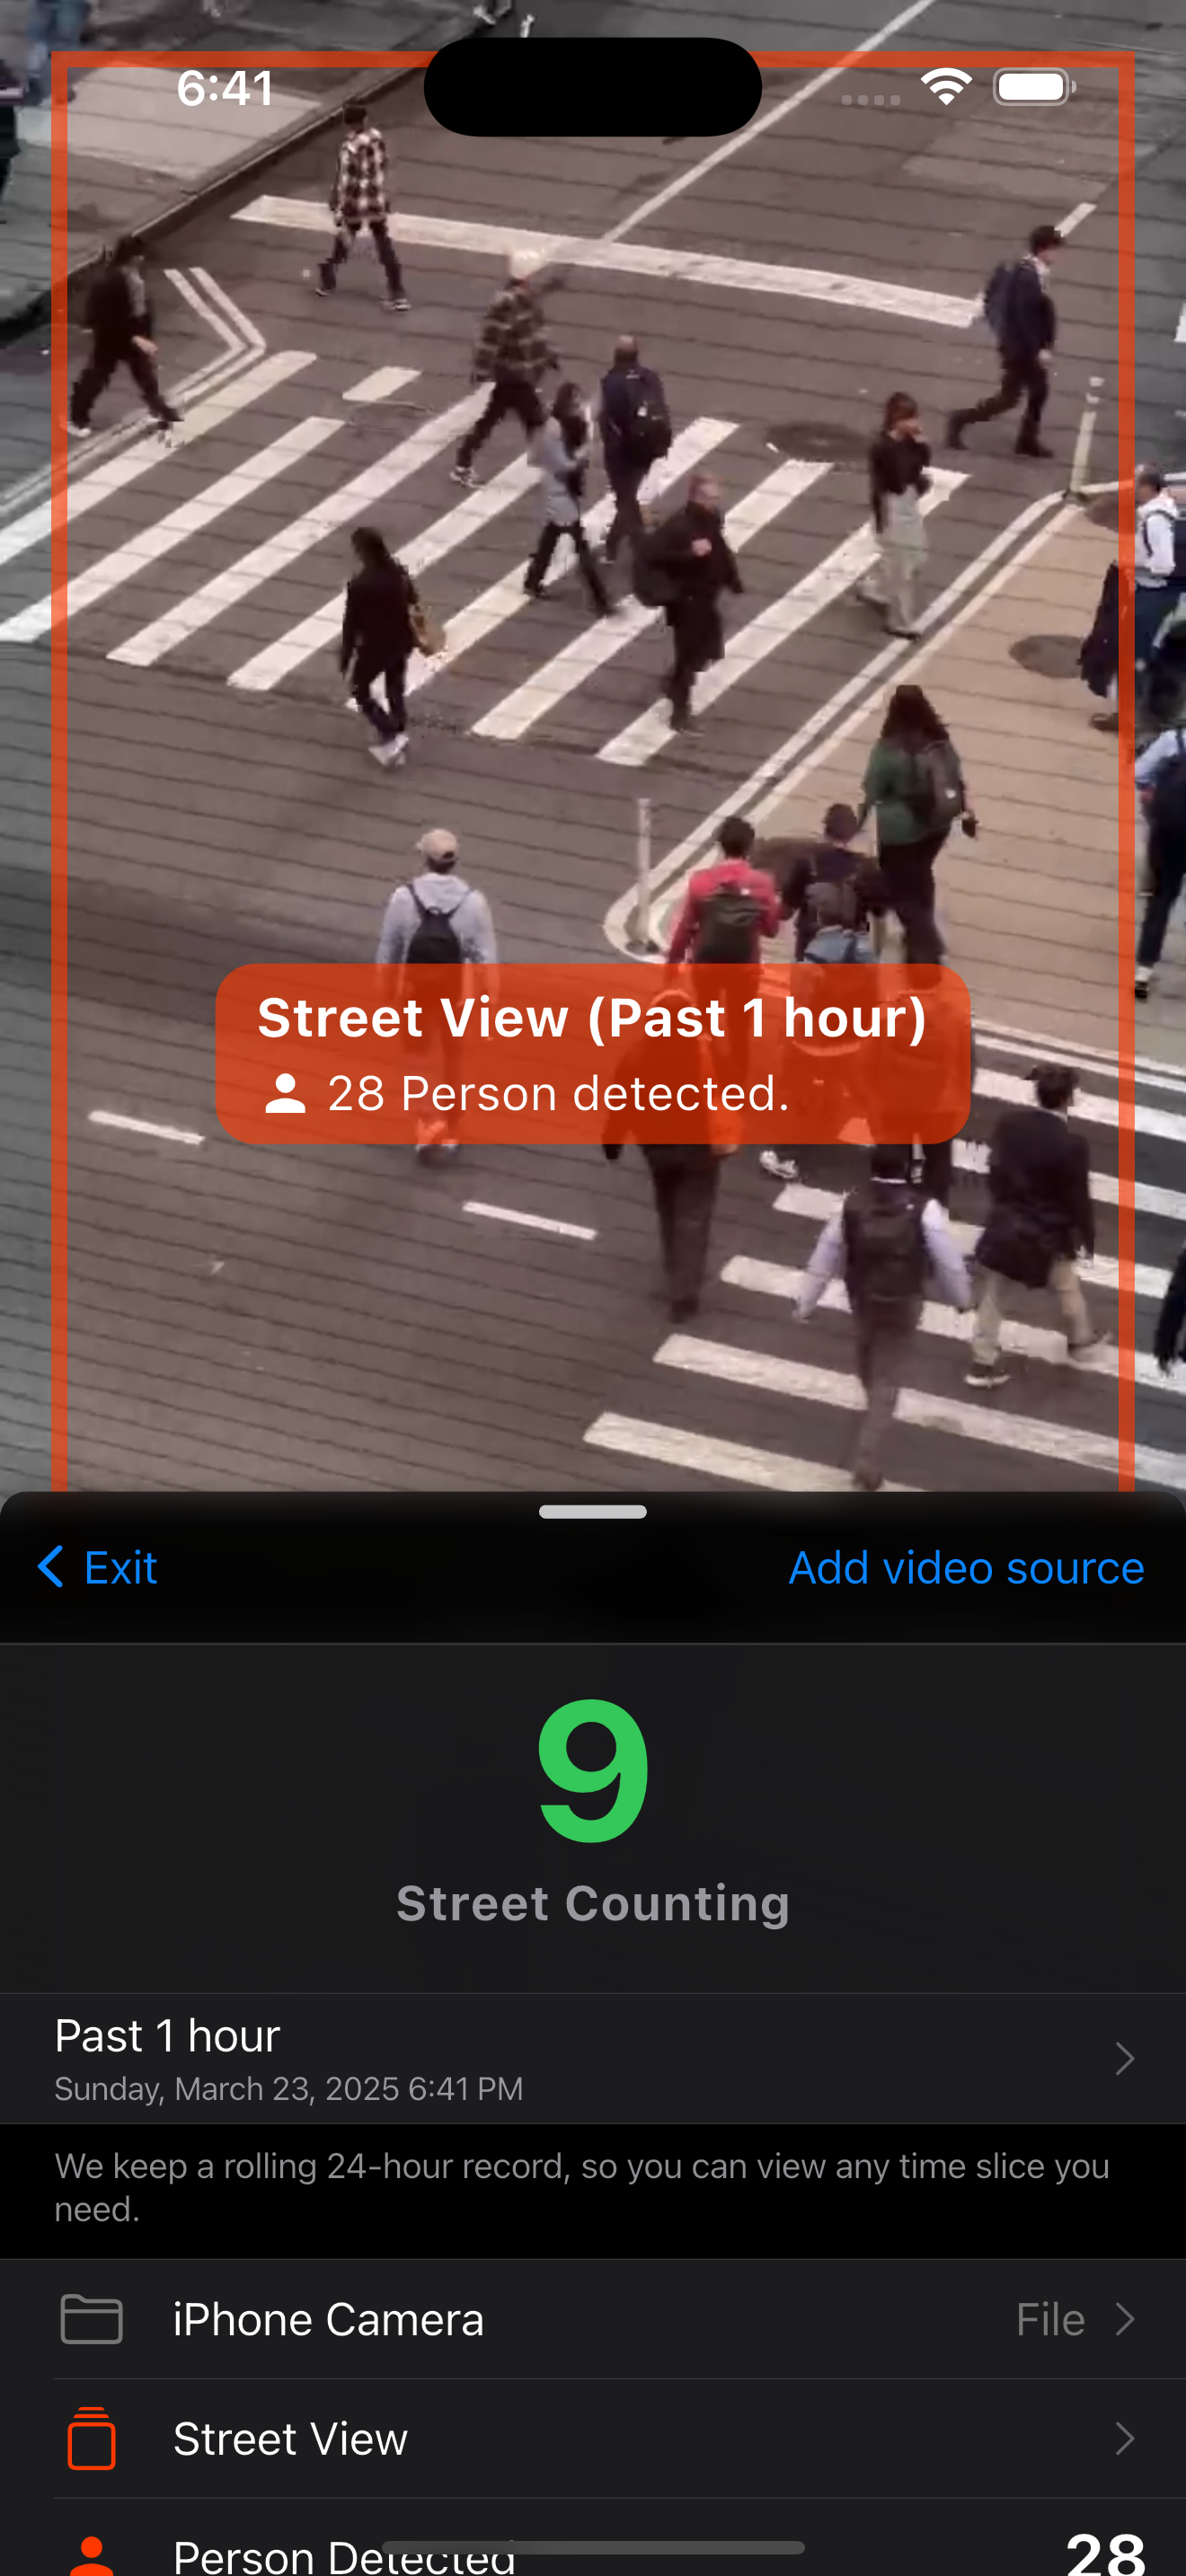 6:41
Street View (Past 1 hour)
28 Person detected.
Exit
Add video source
9
Street Counting
Past 1 hour
Sunday, March 23, 2025 6:41 PM
We keep a rolling 24-hour record, so you can view any time slice you
need.
iPhone Camera
File
Street View
Person Detected
28